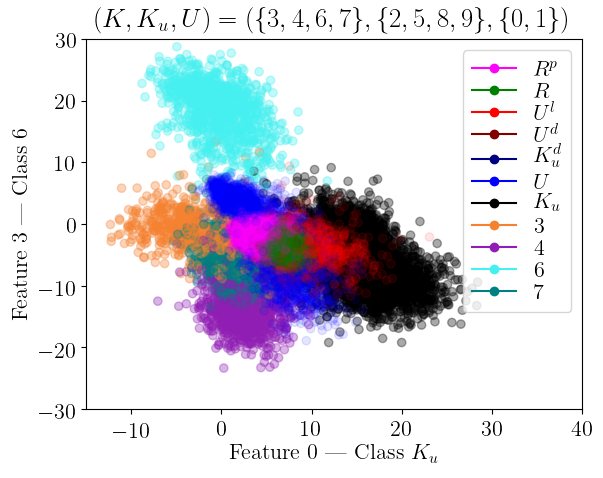 (K, K_u, U) = ({3, 4, 6, 7}, {2, 5, 8, 9}, {0, 1})
30
20
10
0
−10
−20
−30
Feature 3 — Class 6
−10 0 10 20 30 40
Feature 0 — Class K_u
R^p
R
U^l
U^d
K_u^d
U
K_u
3
4
6
7